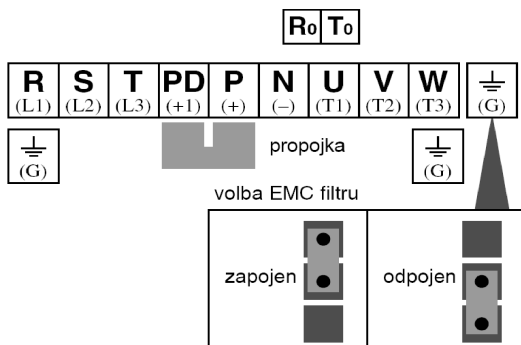 R0 T0
R S T PD P N U V W
(L1) (L2) (L3) (+1) (+) (–) (T1) (T2) (T3) (G)
(G) propojka (G)
volba EMC filtru
zapojen odpojen